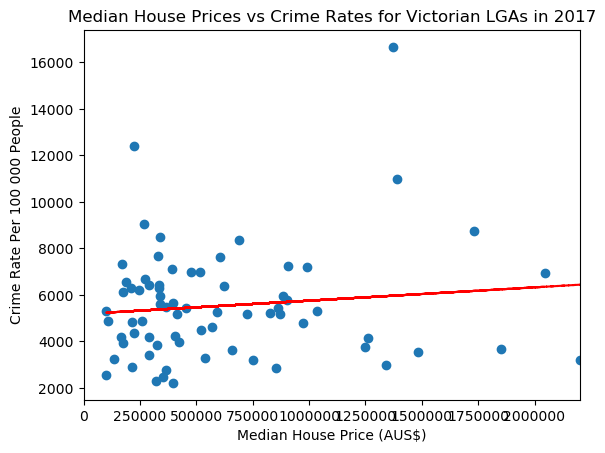 Median House Prices vs Crime Rates for Victorian LGAs in 2017
16000
14000
12000
10000
8000
6000
4000
2000
Crime Rate Per 100 000 People
0 250000 500000 750000 1000000 1250000 1500000 1750000 2000000
Median House Price (AUS$)